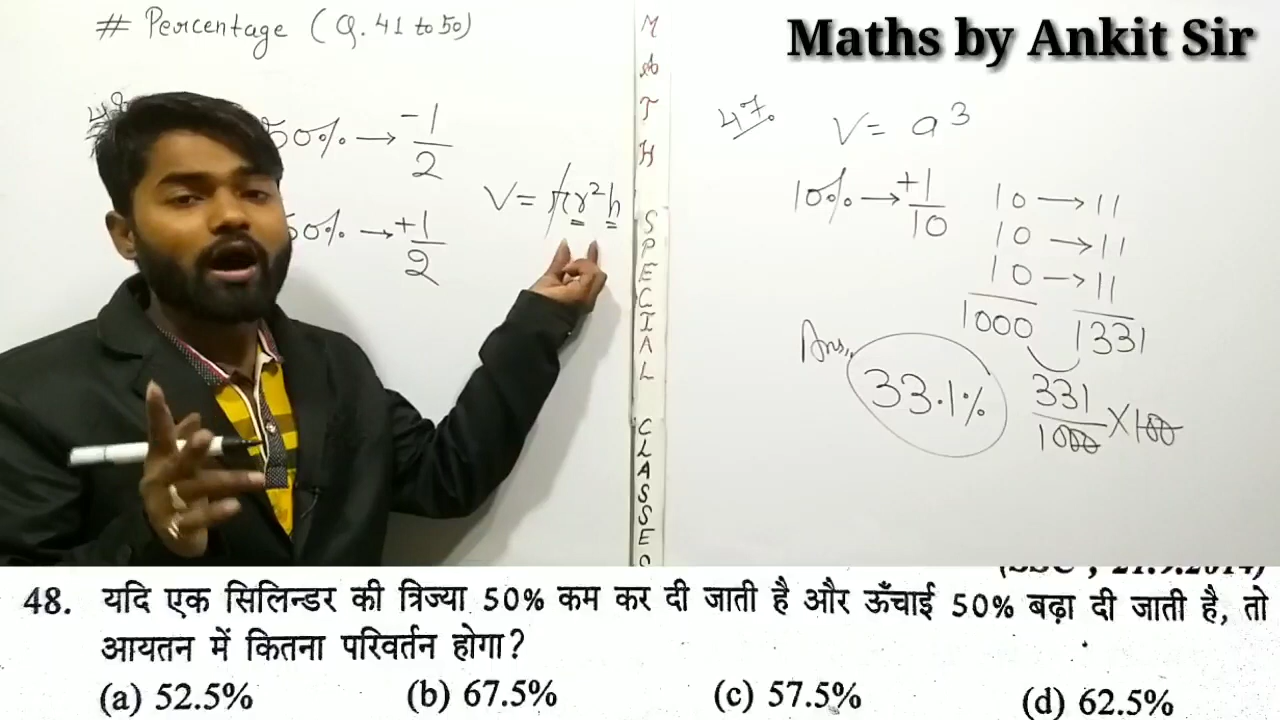 # Percentage (Q. 41 to 50)
Maths by Ankit Sir
50% → -1/2
50% → +1/2
V = πr²h
MATH SPECIAL CLASSES
47.
V = a³
10% → +1/10
10 → 11
10 → 11
10 → 11
1000 1331
331/1000 × 100
Ans. 33.1%
48. यदि एक सिलिन्डर की त्रिज्या 50% कम कर दी जाती है और ऊँचाई 50% बढ़ा दी जाती है, तो
आयतन में कितना परिवर्तन होगा?
(a) 52.5% (b) 67.5% (c) 57.5% (d) 62.5%